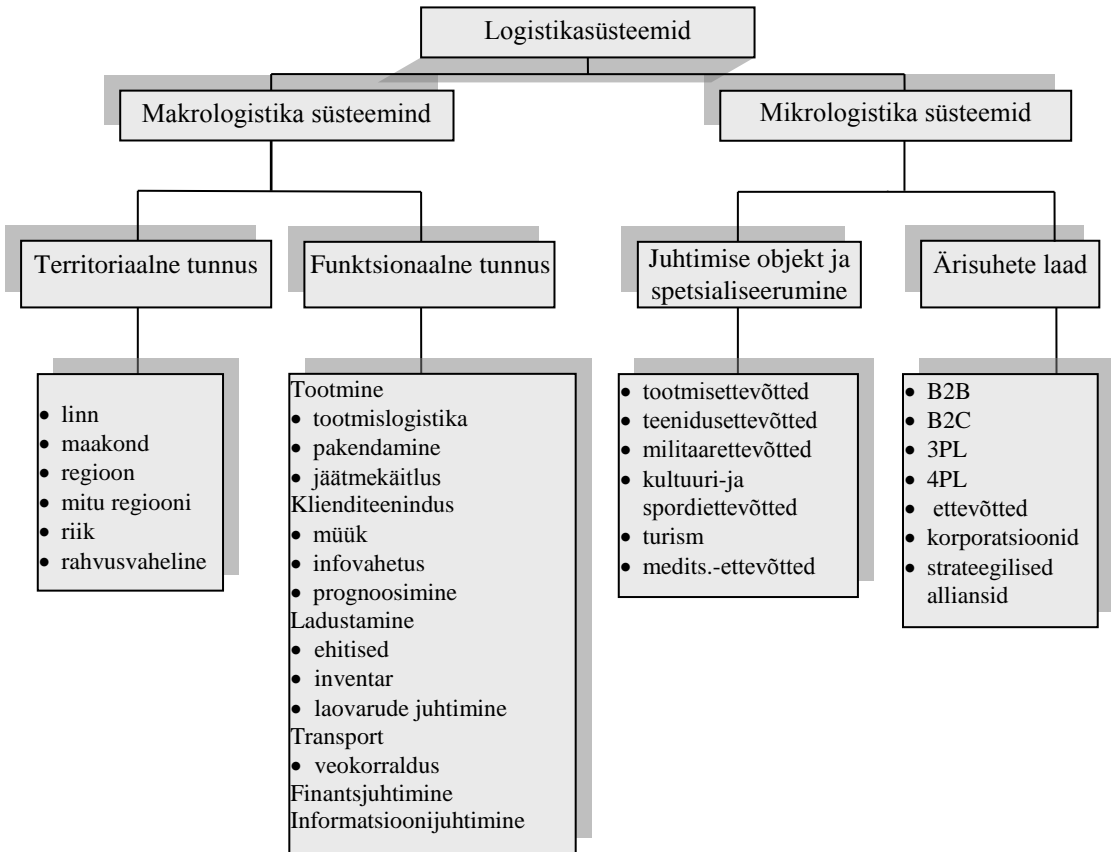 Logistikasüsteemid
Makrologistika süsteemind
Mikrologistika süsteemid
Territoriaalne tunnus
Funktsionaalne tunnus
Juhtimise objekt ja
spetsialiseerumine
Ärisuhete laad
• linn
• maakond
• regioon
• mitu regiooni
• riik
• rahvusvaheline
Tootmine
• tootmislogistika
• pakendamine
• jäätmekäitlus
Klienditeenindus
• müük
• infovahetus
• prognoosimine
Ladustamine
• ehitised
• inventar
• laovarude juhtimine
Transport
• veokorraldus
Finantsjuhtimine
Informatsioonijuhtimine
• tootmisettevõtted
• teenidusettevõtted
• militaarettevõtted
• kultuuri-ja
spordiettevõtted
• turism
• medits.-ettevõtted
• B2B
• B2C
• 3PL
• 4PL
• ettevõtted
• korporatsioonid
• strateegilised
alliansid